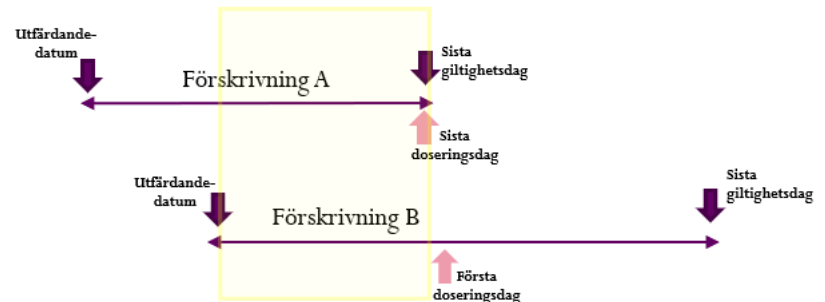 Utfärdande-
datum
Sista
giltighetsdag
Förskrivning A
Sista
doseringsdag
Utfärdande-
datum
Sista
giltighetsdag
Förskrivning B
Första
doseringsdag